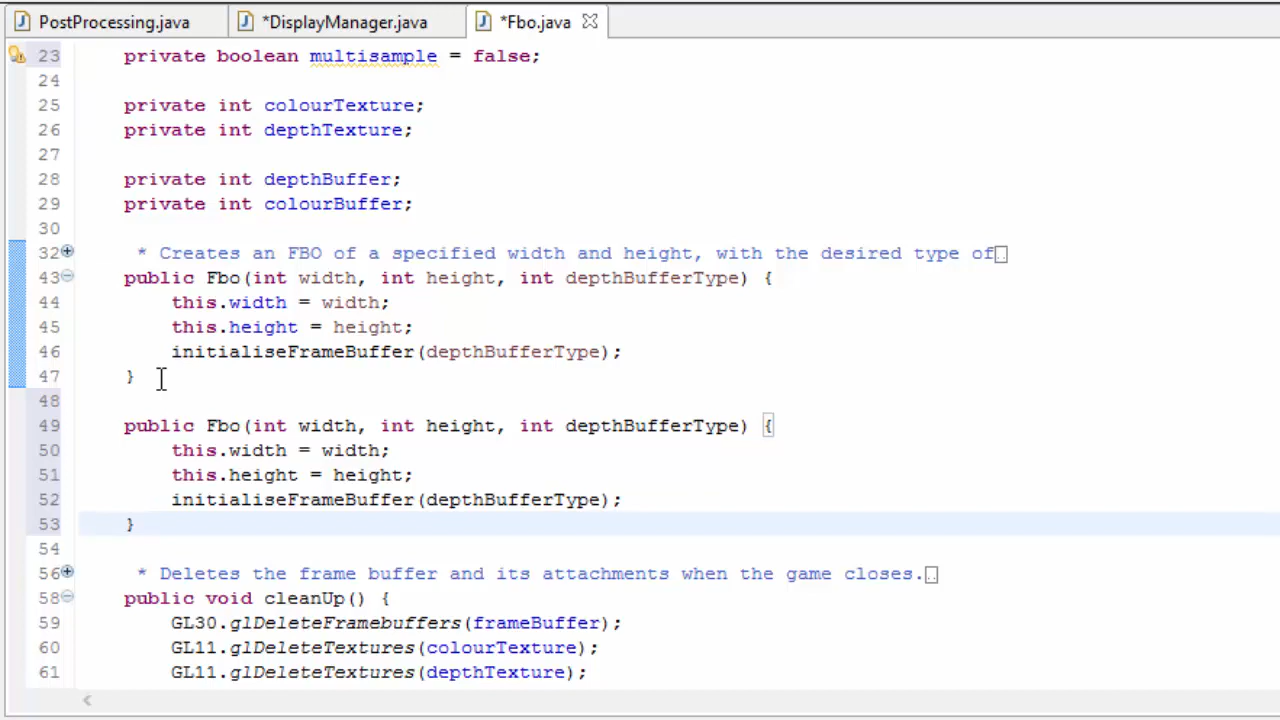 PostProcessing.java *DisplayManager.java *Fbo.java
23 private boolean multisample = false;
24
25 private int colourTexture;
26 private int depthTexture;
27
28 private int depthBuffer;
29 private int colourBuffer;
30
32 * Creates an FBO of a specified width and height, with the desired type of
43 public Fbo(int width, int height, int depthBufferType) {
44 this.width = width;
45 this.height = height;
46 initialiseFrameBuffer(depthBufferType);
47 }
48
49 public Fbo(int width, int height, int depthBufferType) {
50 this.width = width;
51 this.height = height;
52 initialiseFrameBuffer(depthBufferType);
53 }
54
56 * Deletes the frame buffer and its attachments when the game closes.
58 public void cleanUp() {
59 GL30.glDeleteFramebuffers(frameBuffer);
60 GL11.glDeleteTextures(colourTexture);
61 GL11.glDeleteTextures(depthTexture);